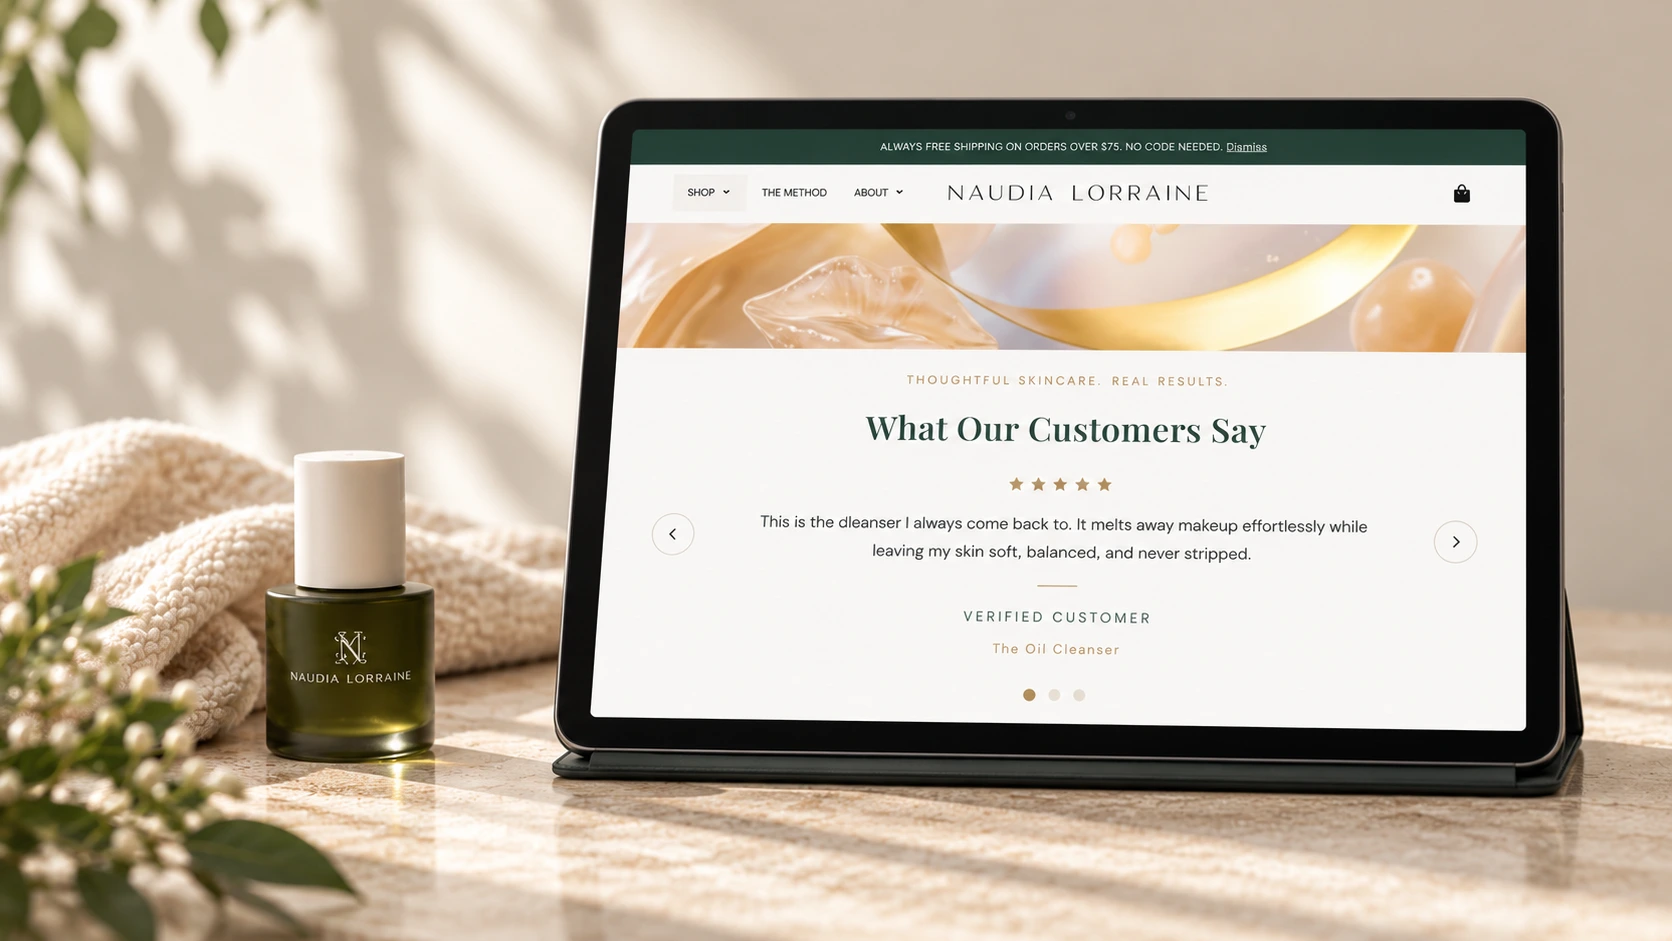 ALWAYS FREE SHIPPING ON ORDERS OVER $75. NO CODE NEEDED. Dismiss
SHOP THE METHOD ABOUT NAUDIA LORRAINE
THOUGHTFUL SKINCARE. REAL RESULTS.
What Our Customers Say
This is the dleanser I always come back to. It melts away makeup effortlessly while
leaving my skin soft, balanced, and never stripped.
VERIFIED CUSTOMER
The Oil Cleanser
N
NAUDIA LORRAINE